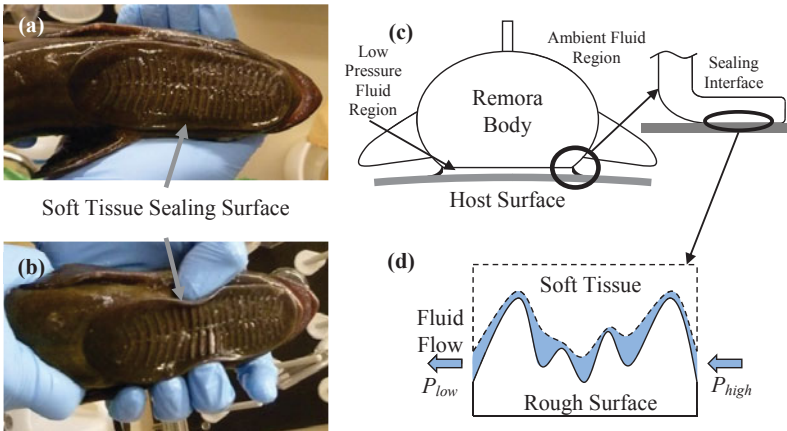 (a)
Soft Tissue Sealing Surface
(b)
(c)
Low
Pressure
Fluid
Region
Ambient Fluid
Region
Sealing
Interface
Remora
Body
Host Surface
(d)
Soft Tissue
Fluid
Flow
P_low
P_high
Rough Surface